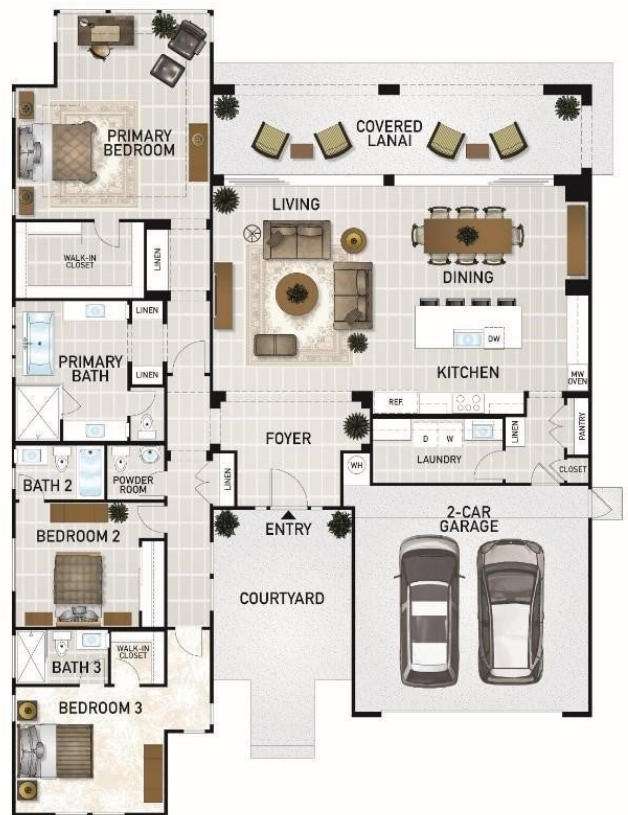 PRIMARY
BEDROOM
COVERED
LANAI
LIVING
WALK-IN
CLOSET
LINEN
DINING
LINEN
DW
PRIMARY
BATH
LINEN
KITCHEN
MW
OVEN
REF.
FOYER
D W
LINEN
PANTRY
LAUNDRY
BATH 2
POWDER
ROOM
LINEN
WH
CLOSET
ENTRY
2-CAR
GARAGE
BEDROOM 2
COURTYARD
BATH 3
WALK-IN
CLOSET
BEDROOM 3